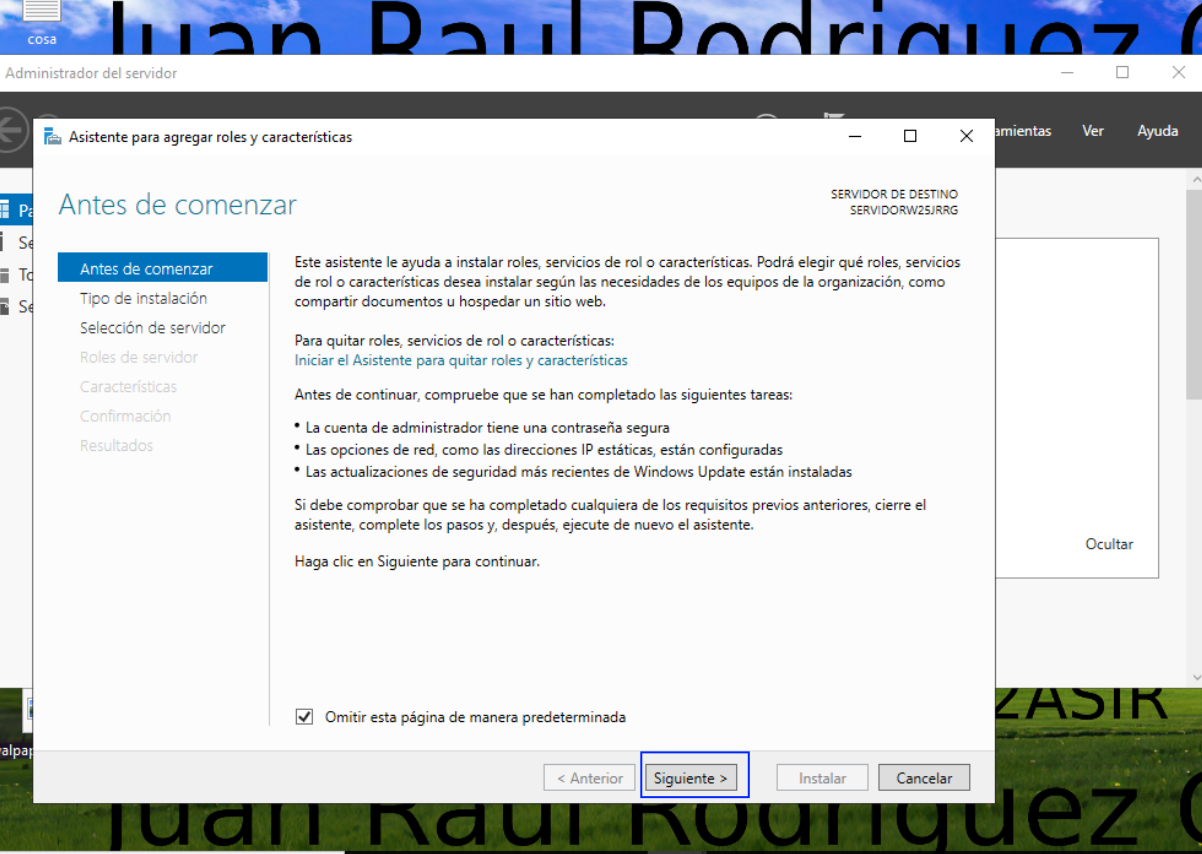 cosa
Juan Raul Rodriguez
Administrador del servidor
Asistente para agregar roles y características
Ver
Ayuda
Antes de comenzar
SERVIDOR DE DESTINO
SERVIDORW25JRRG
Antes de comenzar
Tipo de instalación
Selección de servidor
Roles de servidor
Características
Confirmación
Resultados
Este asistente le ayuda a instalar roles, servicios de rol o características. Podrá elegir qué roles, servicios
de rol o características desea instalar según las necesidades de los equipos de la organización, como
compartir documentos u hospedar un sitio web.
Para quitar roles, servicios de rol o características:
Iniciar el Asistente para quitar roles y características
Antes de continuar, compruebe que se han completado las siguientes tareas:
• La cuenta de administrador tiene una contraseña segura
• Las opciones de red, como las direcciones IP estáticas, están configuradas
• Las actualizaciones de seguridad más recientes de Windows Update están instaladas
Si debe comprobar que se ha completado cualquiera de los requisitos previos anteriores, cierre el
asistente, complete los pasos y, después, ejecute de nuevo el asistente.
Haga clic en Siguiente para continuar.
Ocultar
2ASIR
Omitir esta página de manera predeterminada
< Anterior
Siguiente >
Instalar
Cancelar
Juan Raul Rodriguez